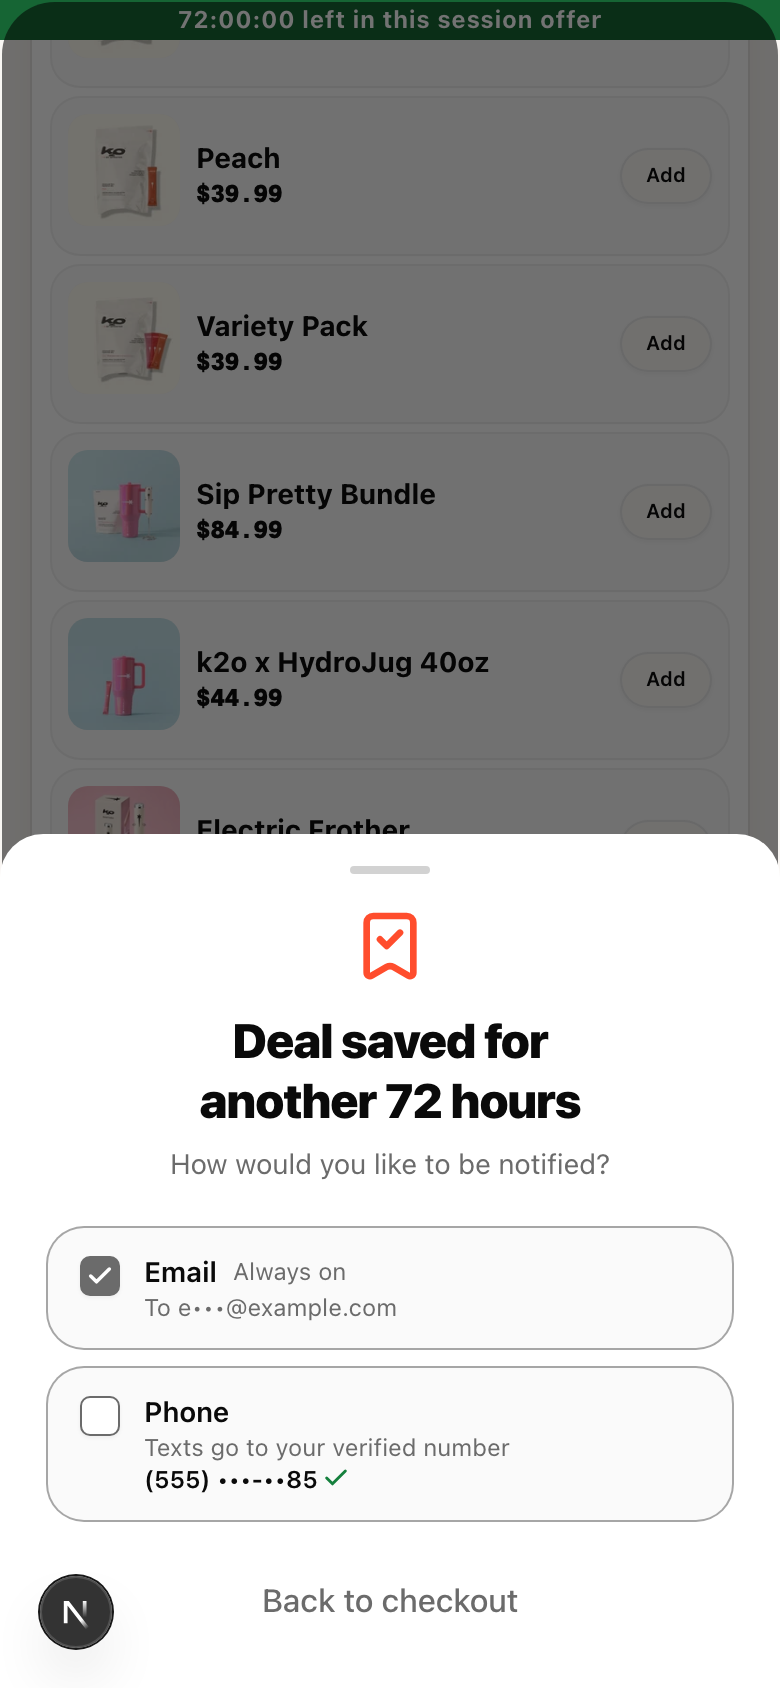 72:00:00 left in this session offer
Peach
$39.99
Add
Variety Pack
$39.99
Add
Sip Pretty Bundle
$84.99
Add
k2o x HydroJug 40oz
$44.99
Add
Electric Frother
Deal saved for
another 72 hours
How would you like to be notified?
Email Always on
To e•••@example.com
Phone
Texts go to your verified number
(555) •••-••85
Back to checkout
N